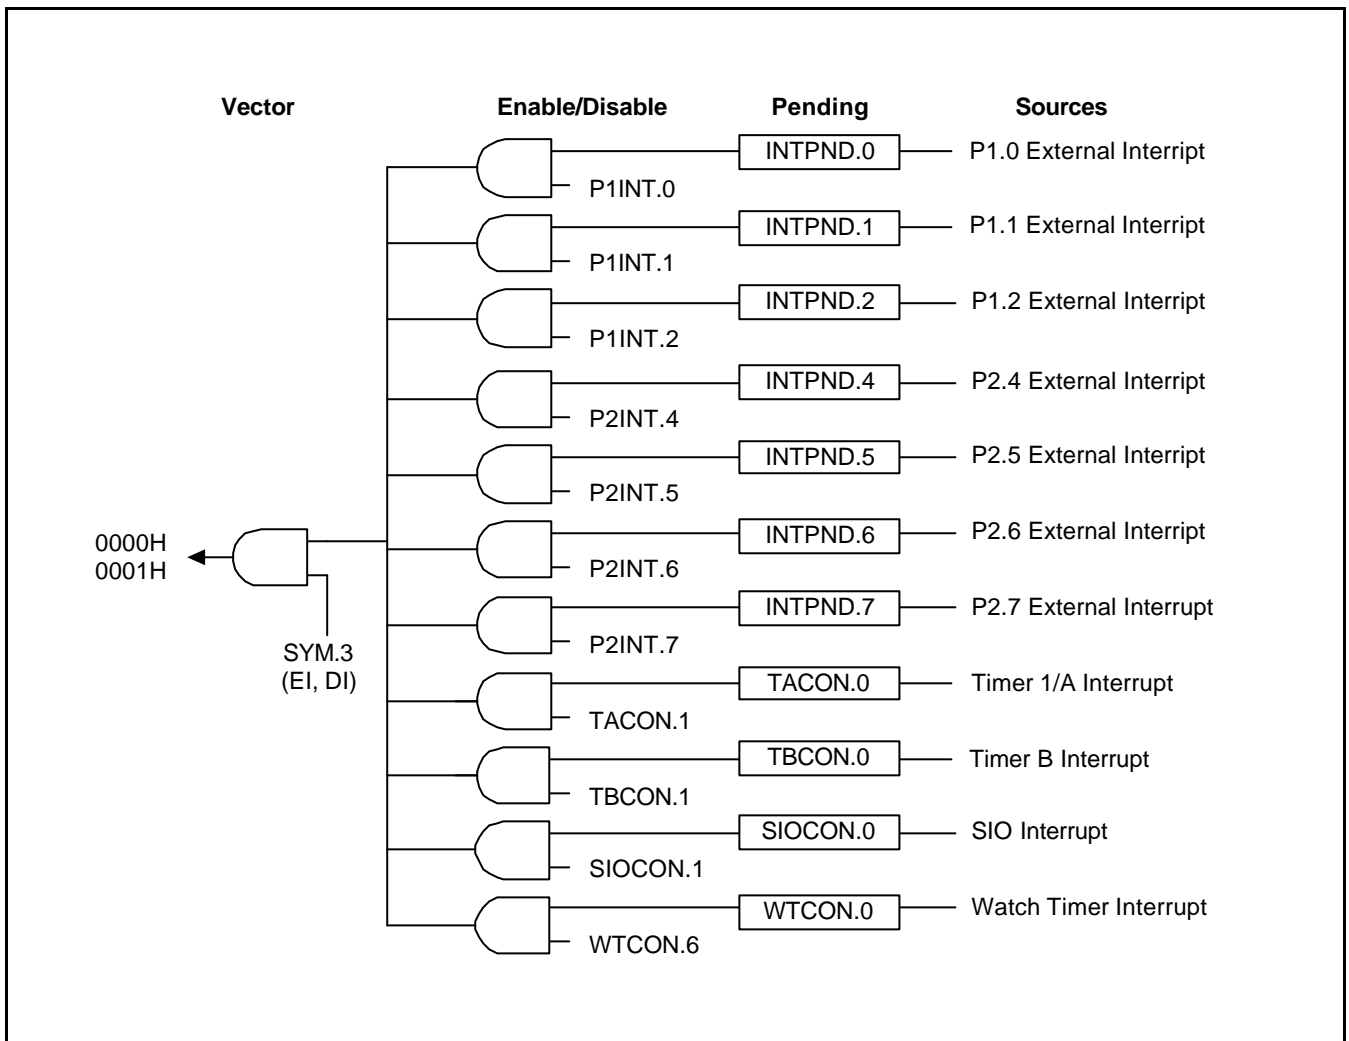 Vector Enable/Disable Pending Sources
INTPND.0 P1.0 External Interript
P1INT.0
INTPND.1 P1.1 External Interript
P1INT.1
INTPND.2 P1.2 External Interript
P1INT.2
INTPND.4 P2.4 External Interript
P2INT.4
INTPND.5 P2.5 External Interript
P2INT.5
0000H
0001H
INTPND.6 P2.6 External Interript
P2INT.6
INTPND.7 P2.7 External Interrupt
P2INT.7
SYM.3
(EI, DI)
TACON.0 Timer 1/A Interrupt
TACON.1
TBCON.0 Timer B Interrupt
TBCON.1
SIOCON.0 SIO Interrupt
SIOCON.1
WTCON.0 Watch Timer Interrupt
WTCON.6